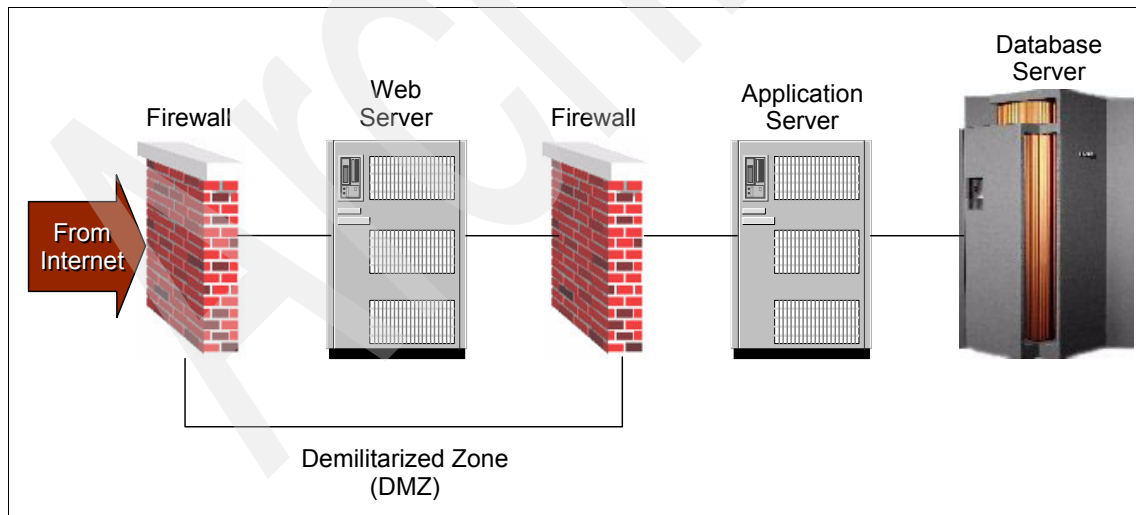 Database
Server
Web
Server
Application
Server
Firewall
Firewall
From
Internet
Demilitarized Zone
(DMZ)